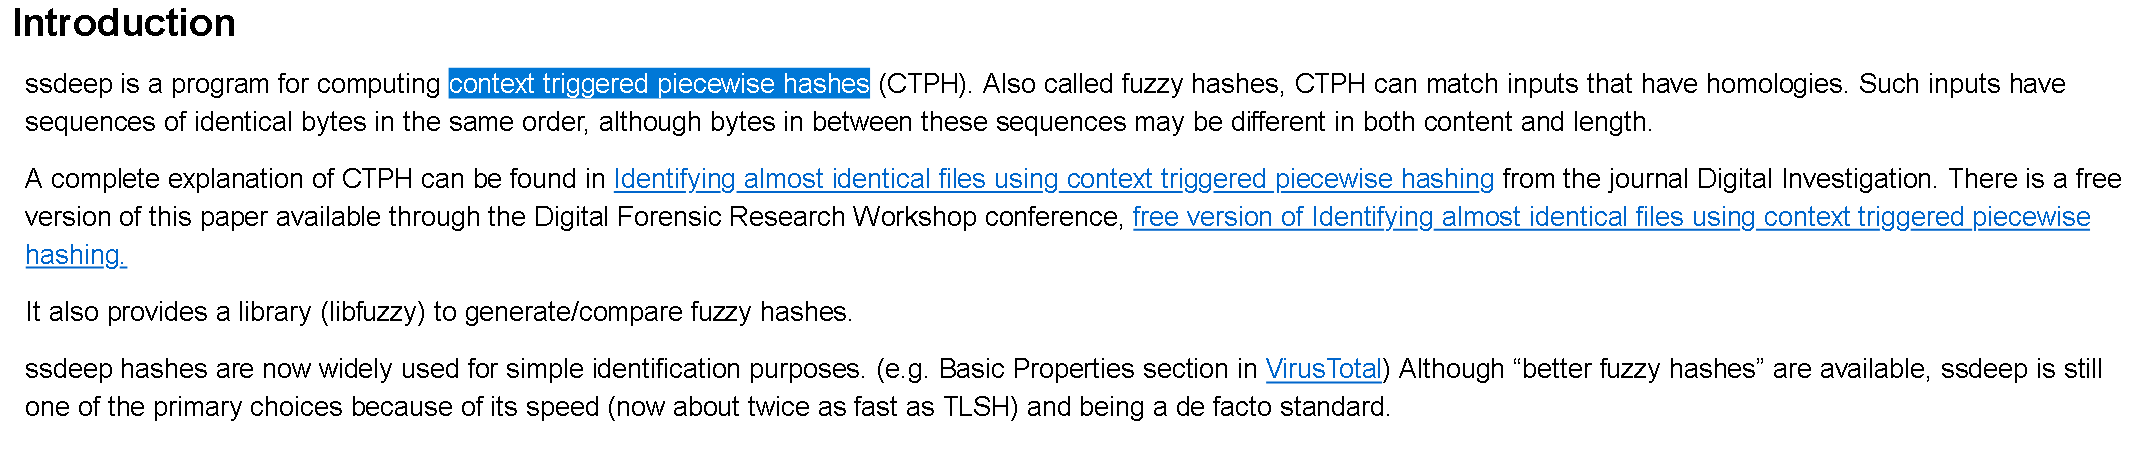 Introduction
ssdeep is a program for computing context triggered piecewise hashes (CTPH). Also called fuzzy hashes, CTPH can match inputs that have homologies. Such inputs have
sequences of identical bytes in the same order, although bytes in between these sequences may be different in both content and length.
A complete explanation of CTPH can be found in Identifying almost identical files using context triggered piecewise hashing from the journal Digital Investigation. There is a free
version of this paper available through the Digital Forensic Research Workshop conference, free version of Identifying almost identical files using context triggered piecewise
hashing.
It also provides a library (libfuzzy) to generate/compare fuzzy hashes.
ssdeep hashes are now widely used for simple identification purposes. (e.g. Basic Properties section in VirusTotal) Although “better fuzzy hashes” are available, ssdeep is still
one of the primary choices because of its speed (now about twice as fast as TLSH) and being a de facto standard.